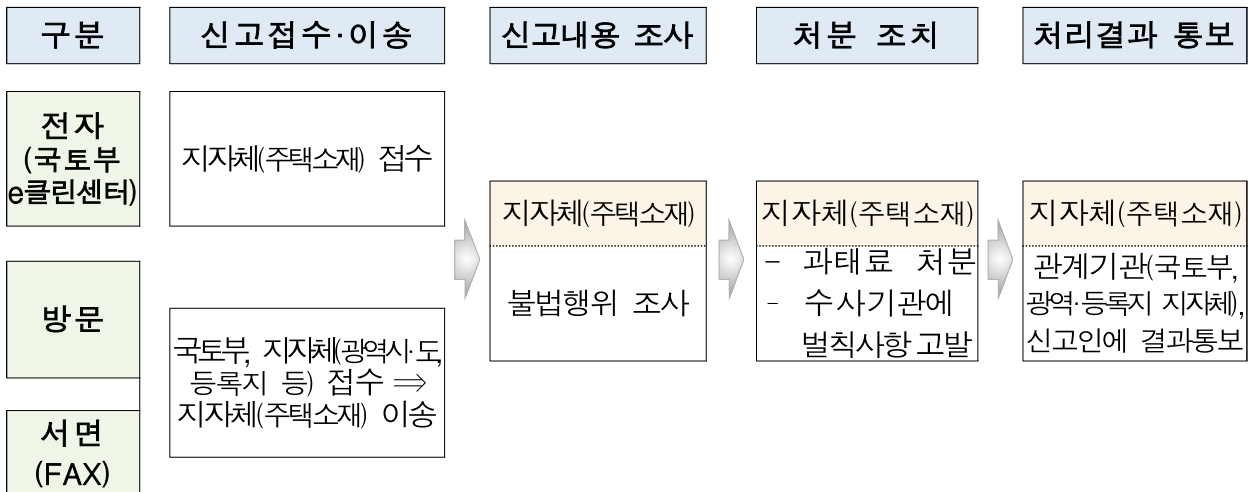 구분
신고접수·이송
신고내용 조사
처분 조치
처리결과 통보
전자
(국토부
e클린센터)
지자체(주택소재) 접수
방문
서면
(FAX)
국토부, 지자체(광역시·도,
등록지 등) 접수 ⇒
지자체(주택소재) 이송
지자체(주택소재)
불법행위 조사
지자체(주택소재)
- 과태료 처분
- 수사기관에
벌칙사항 고발
지자체(주택소재)
관계기관(국토부,
광역·등록지 지자체),
신고인에 결과통보